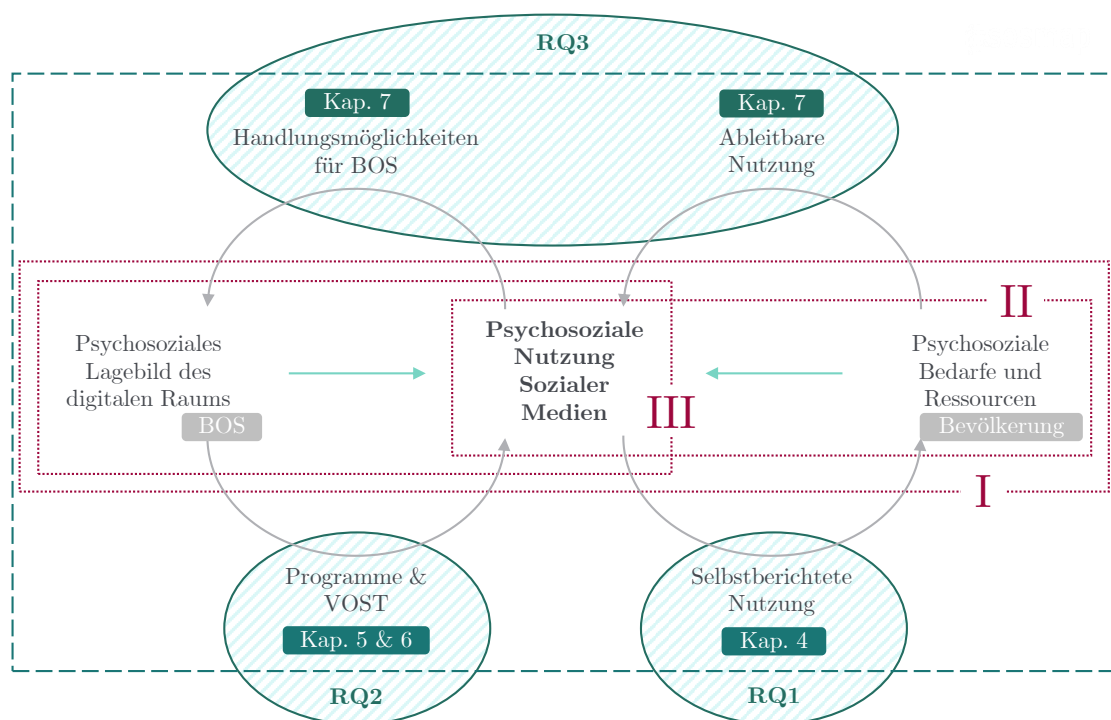 RQ3
Kap. 7
Handlungsmöglichkeiten
für BOS
Kap. 7
Ableitbare
Nutzung
II
Psychosoziales
Lagebild des
digitalen Raums
BOS
Psychosoziale
Nutzung
Sozialer
Medien
III
Psychosoziale
Bedarfe und
Ressourcen
Bevölkerung
I
Programme &
VOST
Kap. 5 & 6
RQ2
Selbstberichtete
Nutzung
Kap. 4
RQ1